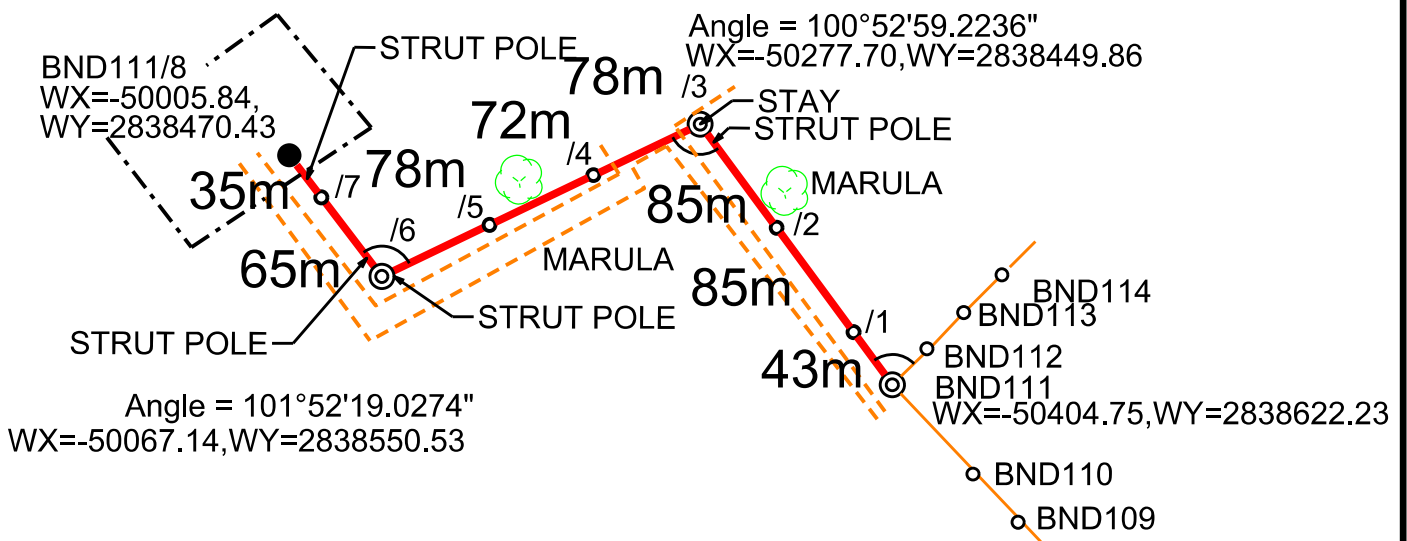 Angle = 100°52'59.2236"
WX=-50277.70,WY=2838449.86
STRUT POLE
BND111/8
WX=-50005.84,
WY=2838470.43
78m
/3
STAY
STRUT POLE
72m
/4
78m
/5
35m
/7
MARULA
85m
/2
/6
65m
MARULA
85m
STRUT POLE
STRUT POLE
/1
43m
BND114
BND113
BND112
BND111
WX=-50404.75,WY=2838622.23
Angle = 101°52'19.0274"
WX=-50067.14,WY=2838550.53
BND110
BND109